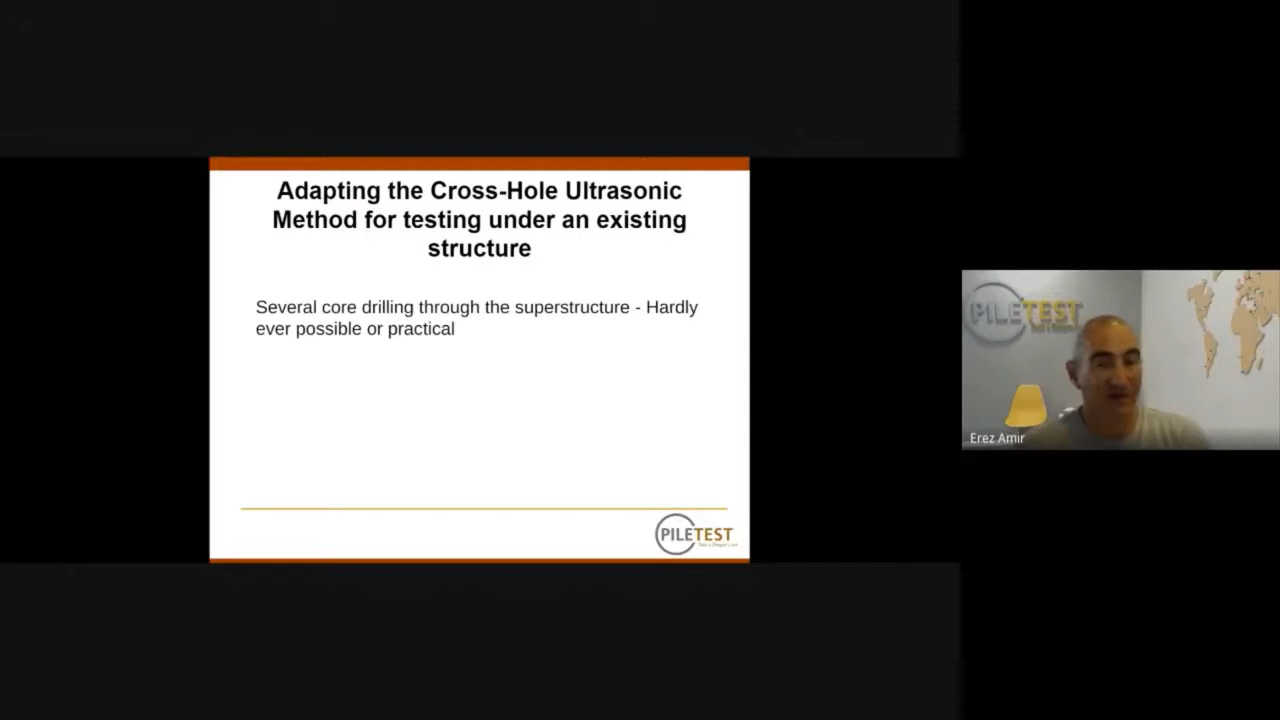 Adapting the Cross-Hole Ultrasonic
Method for testing under an existing
structure
Several core drilling through the superstructure - Hardly
ever possible or practical
PILETEST
PILETEST
Erez Amir